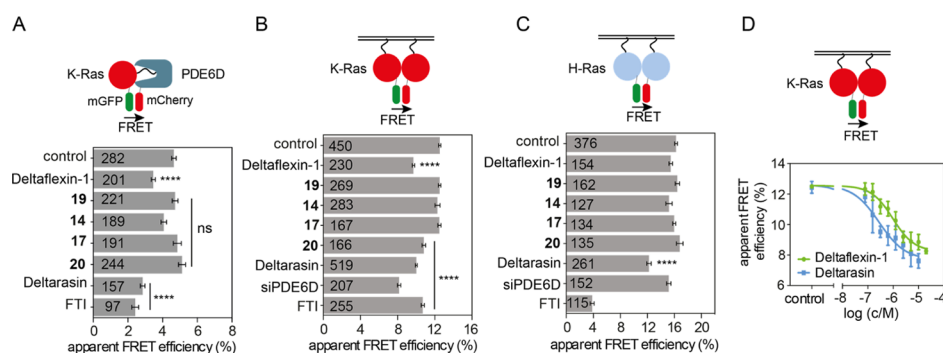 A
K-Ras
PDE6D
mGFP
mCherry
FRET
control
282
Deltaflexin-1
201
****
19
221
14
189
ns
17
191
20
244
Deltarasin
157
****
FTI
97
0 2 4 6 8
apparent FRET efficiency (%)
B
K-Ras
FRET
control
450
Deltaflexin-1
230
****
19
269
14
283
17
167
20
166
Deltarasin
519
****
siPDE6D
207
FTI
255
0 4 8 12 16
apparent FRET efficiency (%)
C
H-Ras
FRET
control
376
Deltaflexin-1
154
19
162
14
127
17
134
20
135
Deltarasin
261
****
siPDE6D
152
FTI
115
0 5 10 15 20
apparent FRET efficiency (%)
D
K-Ras
FRET
apparent FRET
efficiency (%)
14
12
10
8
6
Deltaflexin-1
Deltarasin
control -8 -7 -6 -5 -4
log (c/M)